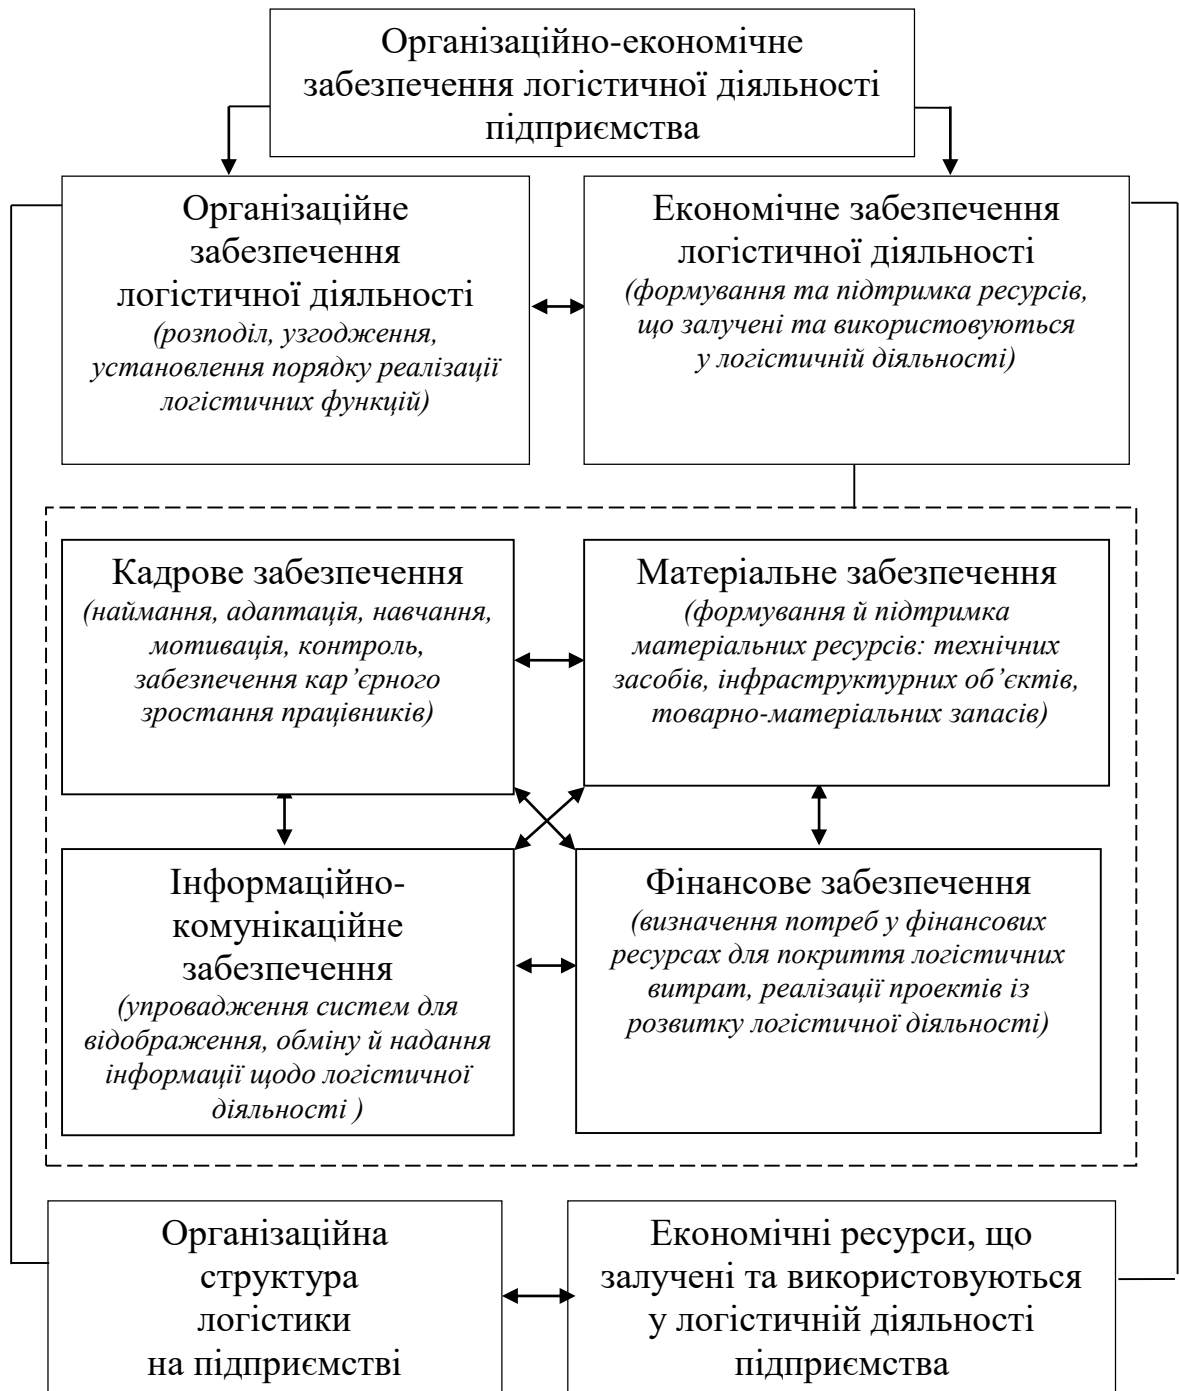 Організаційно-економічне
забезпечення логістичної діяльності
підприємства
Організаційне
забезпечення
логістичної діяльності
(розподіл, узгодження,
установлення порядку реалізації
логістичних функцій)
Економічне забезпечення
логістичної діяльності
(формування та підтримка ресурсів,
що залучені та використовуються
у логістичній діяльності)
Кадрове забезпечення
(наймання, адаптація, навчання,
мотивація, контроль,
забезпечення кар’єрного
зростання працівників)
Матеріальне забезпечення
(формування й підтримка
матеріальних ресурсів: технічних
засобів, інфраструктурних об’єктів,
товарно-матеріальних запасів)
Інформаційно-
комунікаційне
забезпечення
(упровадження систем для
відображення, обміну й надання
інформації щодо логістичної
діяльності )
Фінансове забезпечення
(визначення потреб у фінансових
ресурсах для покриття логістичних
витрат, реалізації проектів із
розвитку логістичної діяльності)
Організаційна
структура
логістики
на підприємстві
Економічні ресурси, що
залучені та використовуються
у логістичній діяльності
підприємства